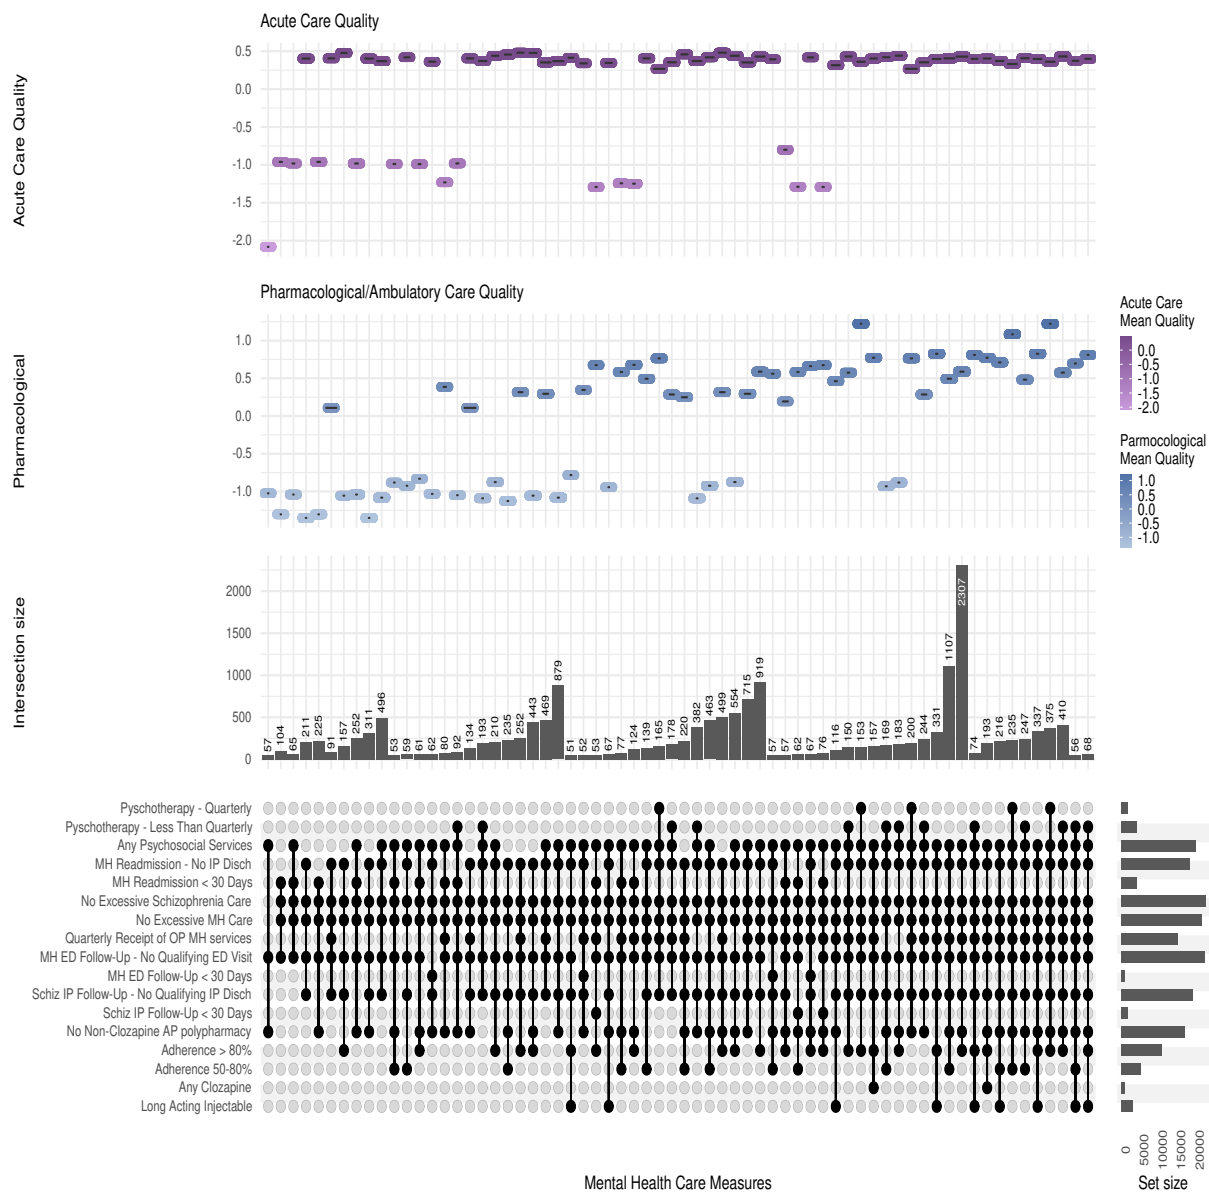 Acute Care Quality
Acute Care Quality
0.5
0.0
-0.5
-1.0
-1.5
-2.0
Pharmacological/Ambulatory Care Quality
Pharmacological
1.0
0.5
0.0
-0.5
-1.0
Acute Care
Mean Quality
0.0
-0.5
-1.0
-1.5
-2.0
Parmocological
Mean Quality
1.0
0.5
0.0
-0.5
-1.0
Intersection size
2000
1500
1000
500
0
57 104 65 211 225 91 157 252 311 496 53 59 61 62 80 92 134 193 210 235 252 443 469 879 51 52 53 67 77 124 139 165 178 220 382 463 499 554 715 919 57 57 62 67 76 116 150 153 157 169 183 200 244 331 1107 2307 74 193 216 235 247 337 375 410 56 68
Pyschotherapy - Quarterly
Pyschotherapy - Less Than Quarterly
Any Psychosocial Services
MH Readmission - No IP Disch
MH Readmission < 30 Days
No Excessive Schizophrenia Care
No Excessive MH Care
Quarterly Receipt of OP MH services
MH ED Follow-Up - No Qualifying ED Visit
MH ED Follow-Up < 30 Days
Schiz IP Follow-Up - No Qualifying IP Disch
Schiz IP Follow-Up < 30 Days
No Non-Clozapine AP polypharmacy
Adherence > 80%
Adherence 50-80%
Any Clozapine
Long Acting Injectable
0 5000 10000 15000 20000
Mental Health Care Measures
Set size